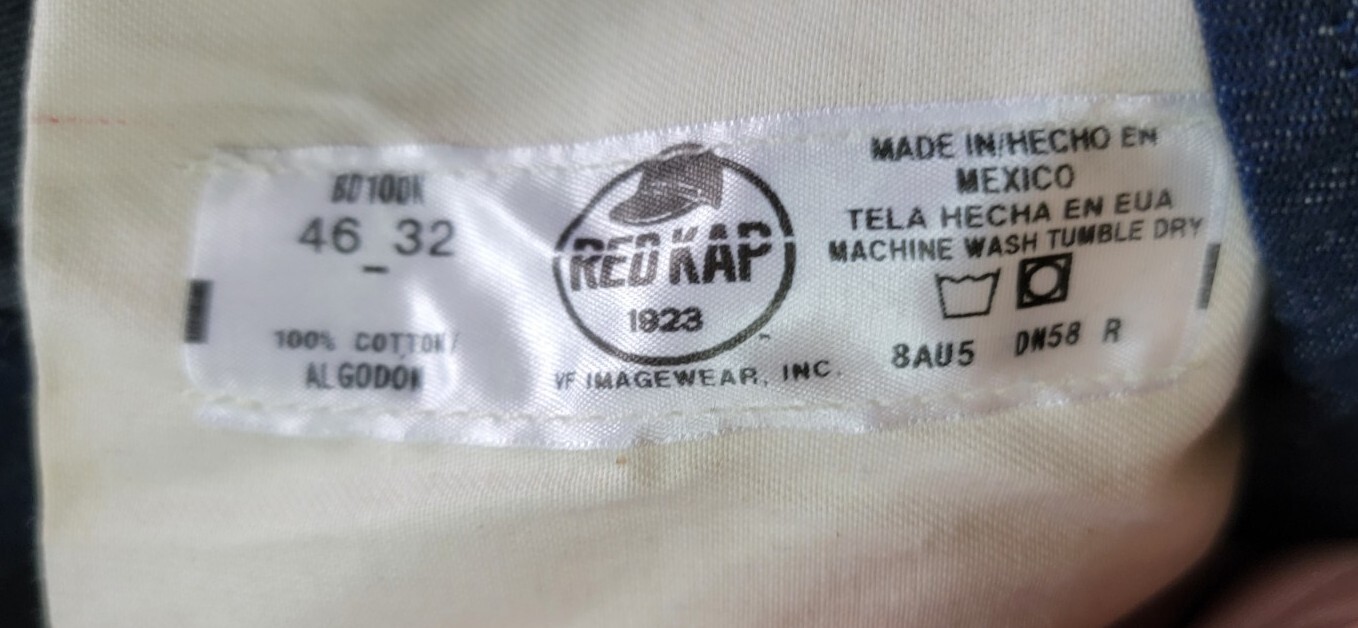 BD100N
46_32
100% COTTON/
ALGODON
RED KAP
1923
VF IMAGEWEAR, INC.
MADE IN/HECHO EN
MEXICO
TELA HECHA EN EUA
MACHINE WASH TUMBLE DRY
8AU5 DN58 R